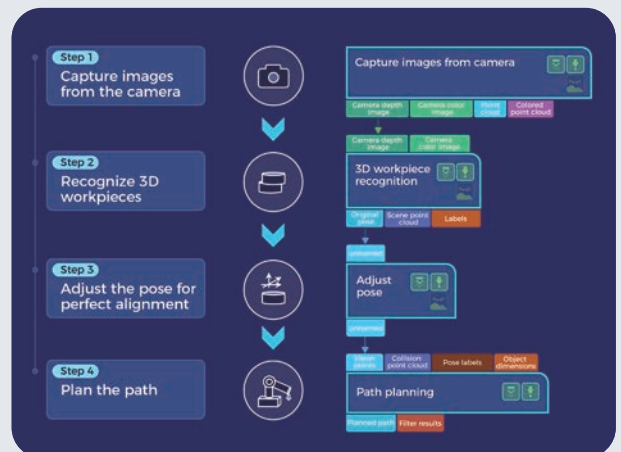 Step 1
Capture images
from the camera
Step 2
Recognize 3D
workpieces
Step 3
Adjust the pose for
perfect alignment
Step 4
Plan the path
Capture images from camera
Camera depth
image
Camera color
image
Point
cloud
Colored
point cloud
Camera depth
image
Camera
color image
3D workpiece
recognition
Original
pose
Scene point
cloud
Labels
Adjust
pose
Vision
points
Collision
point cloud
Pose labels
Object
dimensions
Path planning
Planned path
Filter results